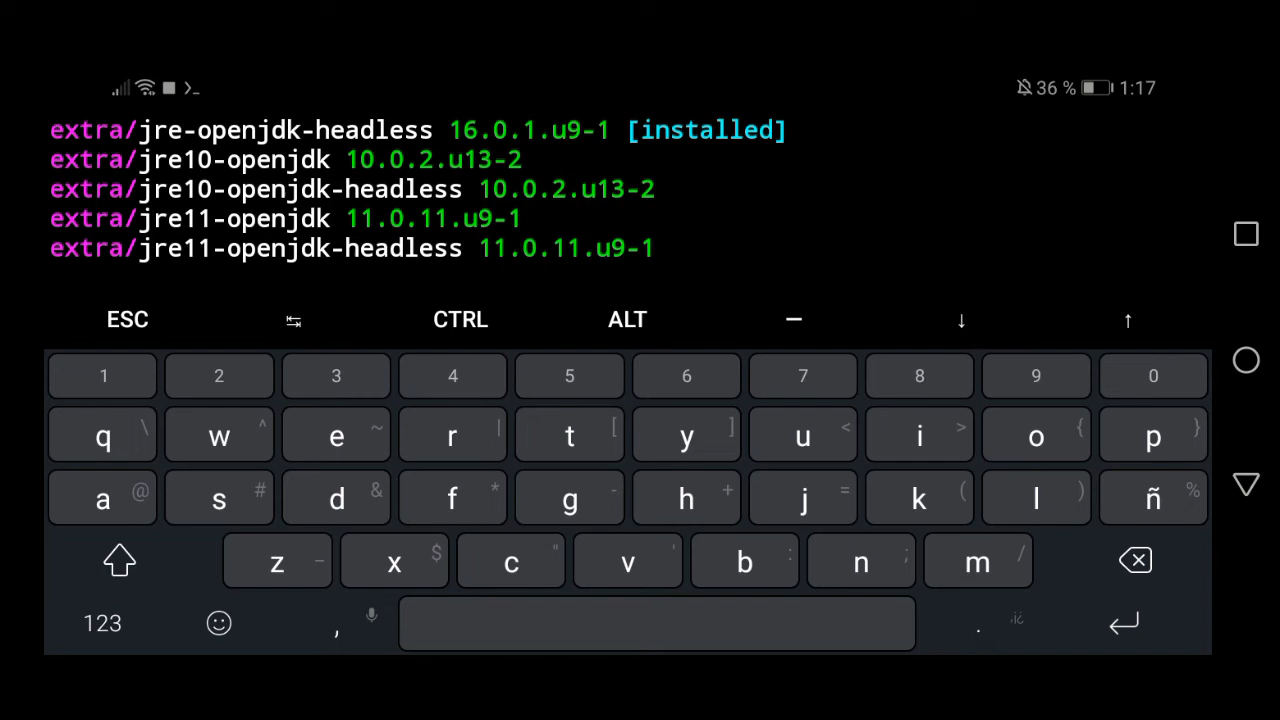 36 % 1:17
extra/jre-openjdk-headless 16.0.1.u9-1 [installed]
extra/jre10-openjdk 10.0.2.u13-2
extra/jre10-openjdk-headless 10.0.2.u13-2
extra/jre11-openjdk 11.0.11.u9-1
extra/jre11-openjdk-headless 11.0.11.u9-1
ESC ↹ CTRL ALT — ↓ ↑
1 2 3 4 5 6 7 8 9 0
q \ w ^ e ~ r | t [ y ] u < i > o { p }
a @ s # d & f * g - h + j = k ( l ) ñ %
z _ x $ c " v ' b : n ; m /
123 , . ¡¿